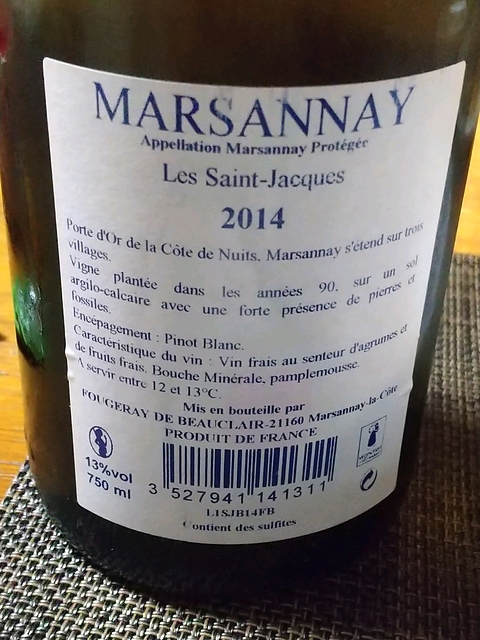 MARSANNAY
Appellation Marsannay Protégée
Les Saint-Jacques
2014
Porte d'Or de la Côte de Nuits. Marsannay s'étend sur trois
villages.
Vigne plantée dans les années 90, sur un sol
argilo-calcaire avec une forte présence de pierres et
fossiles.
Encépagement : Pinot Blanc.
Caractéristique du vin : Vin frais au senteur d'agrumes et
de fruits frais. Bouche Minérale, pamplemousse.
A servir entre 12 et 13°C.
Mis en bouteille par
FOUGERAY DE BEAUCLAIR-21160 Marsannay-la-Côte
PRODUIT DE FRANCE
13%vol
750 ml
3 527941 141311
L1SJB14FB
Contient des sulfites